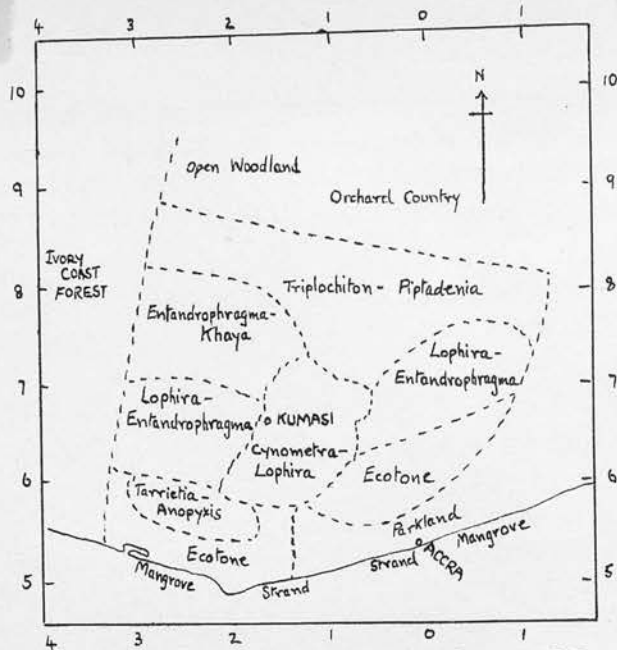 4 3 2 1 0 1
N
10 10
Open Woodland
9 9
Orchard Country
IVORY
COAST
FOREST
8 8
Triplochiton - Piptadenia
Entandrophragma-
Khaya
Lophira-
Entandrophragma
7 7
Lophira-
Entandrophragma
KUMASI
Cynometra-
Lophira
Ecotone
6 6
Tarrietia-
Anopyxis
Parkland
Ecotone
Mangrove
ACCRA
Strand
Mangrove
Strand
5 5
4 3 2 1 0 1